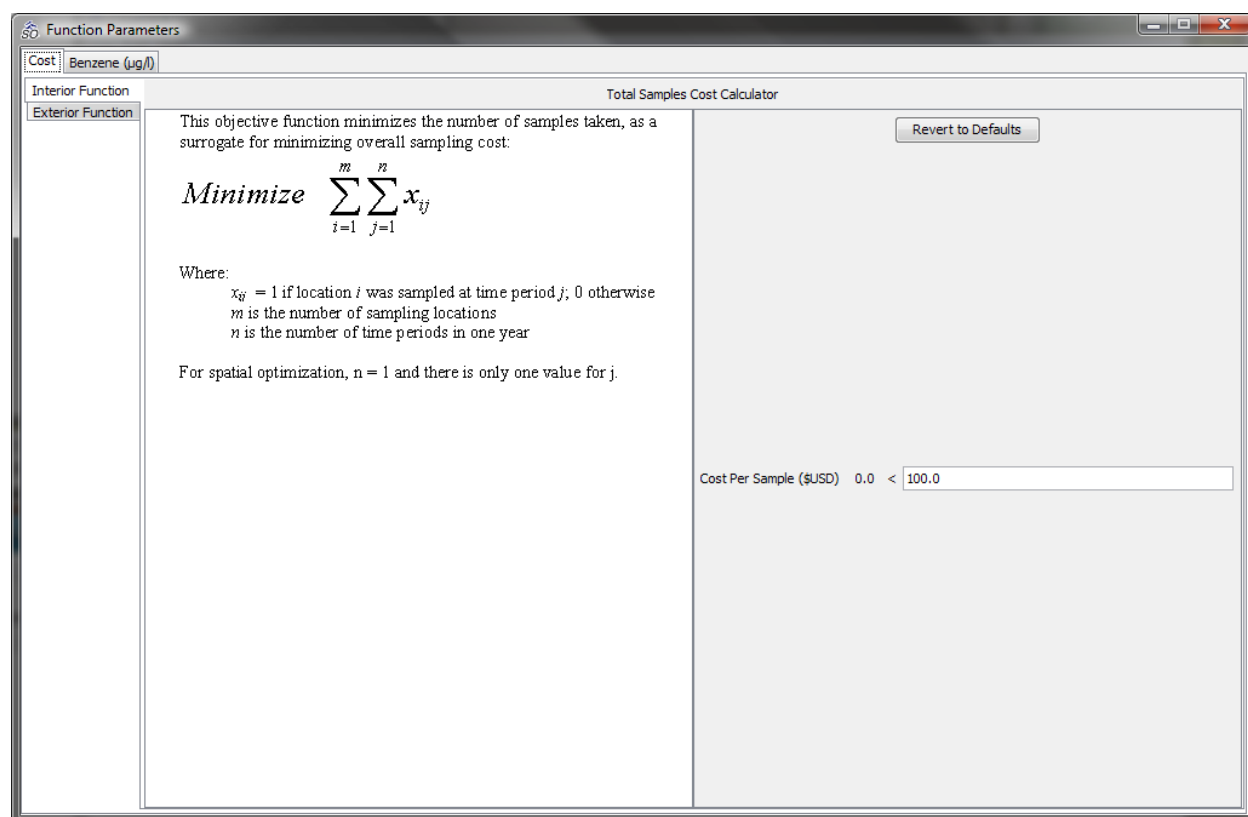 Function Parameters
Cost
Benzene (µg/l)
Interior Function
Exterior Function
Total Samples Cost Calculator
This objective function minimizes the number of samples taken, as a
surrogate for minimizing overall sampling cost:
Minimize ∑_{i=1}^{m} ∑_{j=1}^{n} x_{ij}
Where:
x_{ij} = 1 if location i was sampled at time period j; 0 otherwise
m is the number of sampling locations
n is the number of time periods in one year
For spatial optimization, n = 1 and there is only one value for j.
Revert to Defaults
Cost Per Sample ($USD) 0.0 < 100.0